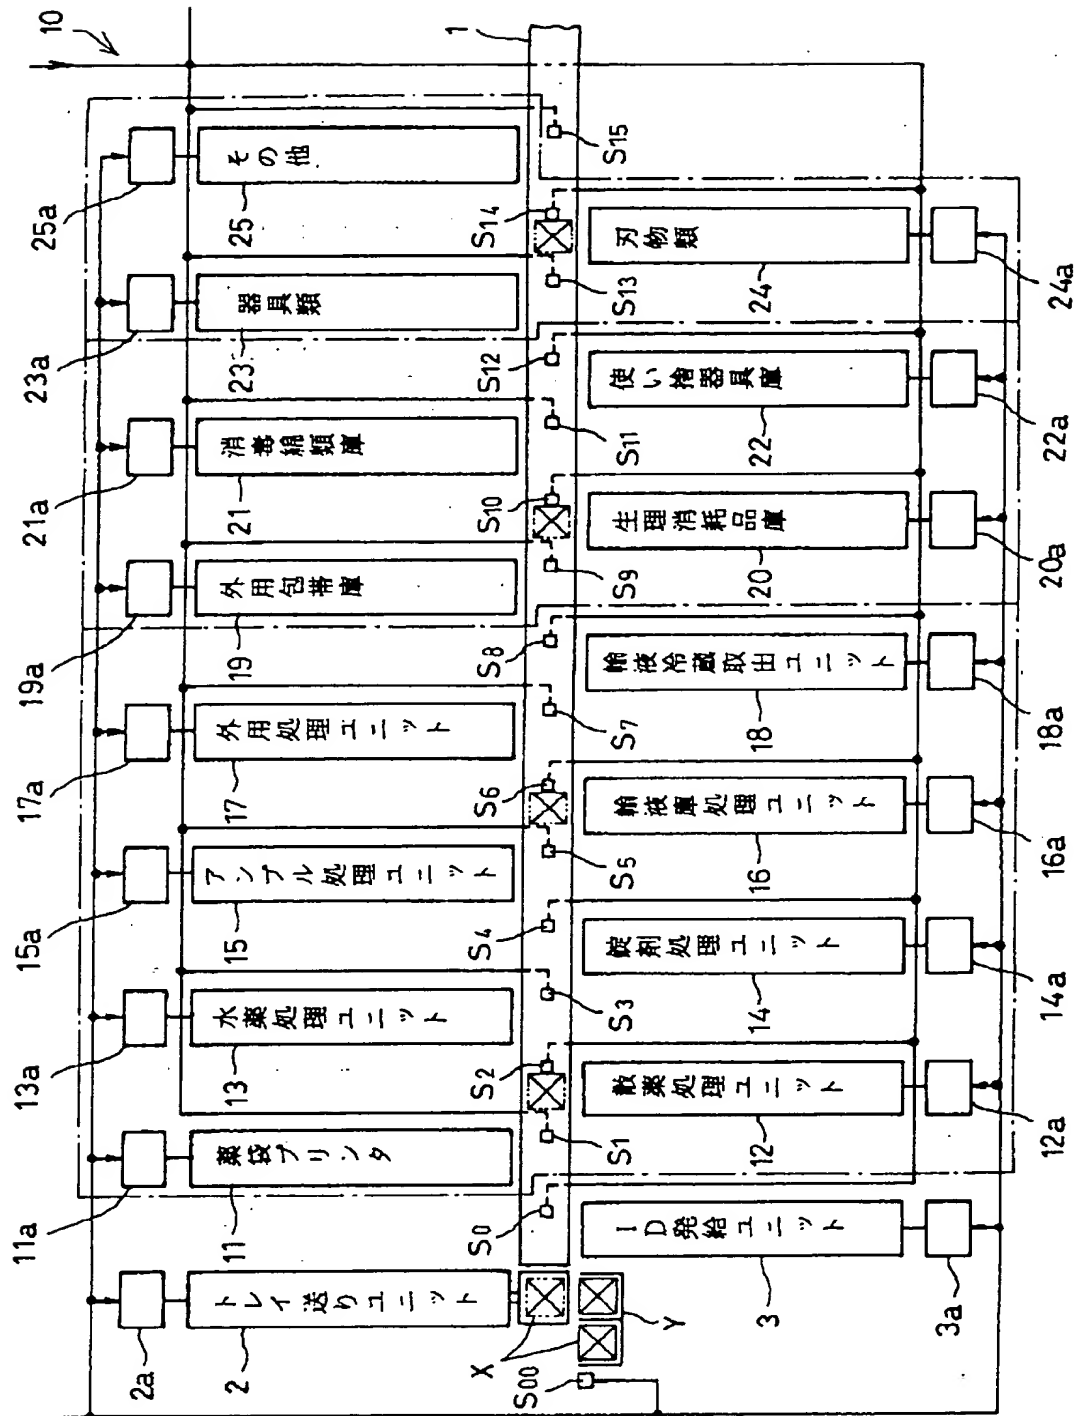 10
1
25a
その他
25
S15
23a
器具類
23
S14
S13
刃物類
24
24a
21a
消毒綿類庫
21
S12
S11
使い捨器具庫
22
22a
19a
外用包帯庫
19
S10
S9
生理消耗品庫
20
20a
17a
外用処理ユニット
17
S8
S7
輸液冷蔵取出ユニット
18
18a
15a
アンプル処理ユニット
15
S6
S5
輸液庫処理ユニット
16
16a
13a
水薬処理ユニット
13
S4
S3
錠剤処理ユニット
14
14a
11a
薬袋プリンタ
11
S2
S1
散薬処理ユニット
12
12a
2a
トレイ送りユニット
2
S0
ID発給ユニット
3
3a
X
Y
S00